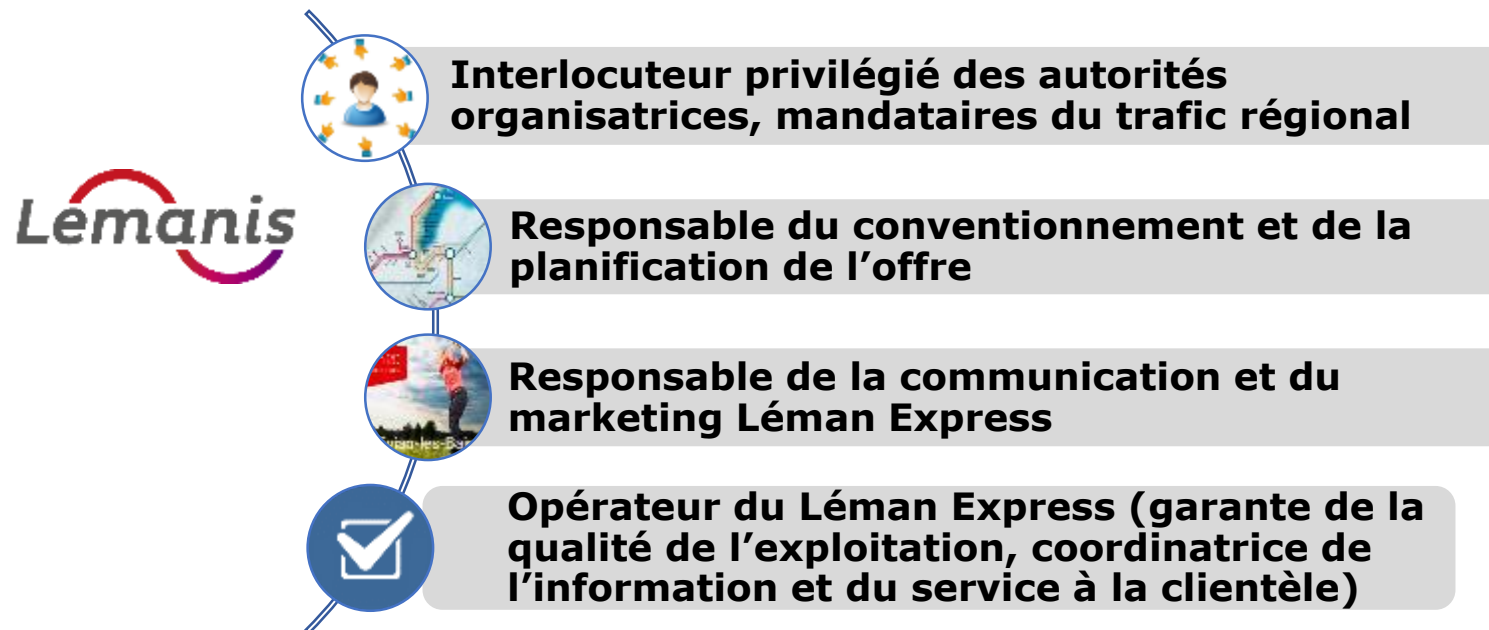 Interlocuteur privilégié des autorités
organisatrices, mandataires du trafic régional
Lémanis
Responsable du conventionnement et de la
planification de l’offre
Responsable de la communication et du
marketing Léman Express
Opérateur du Léman Express (garante de la
qualité de l’exploitation, coordinatrice de
l’information et du service à la clientèle)